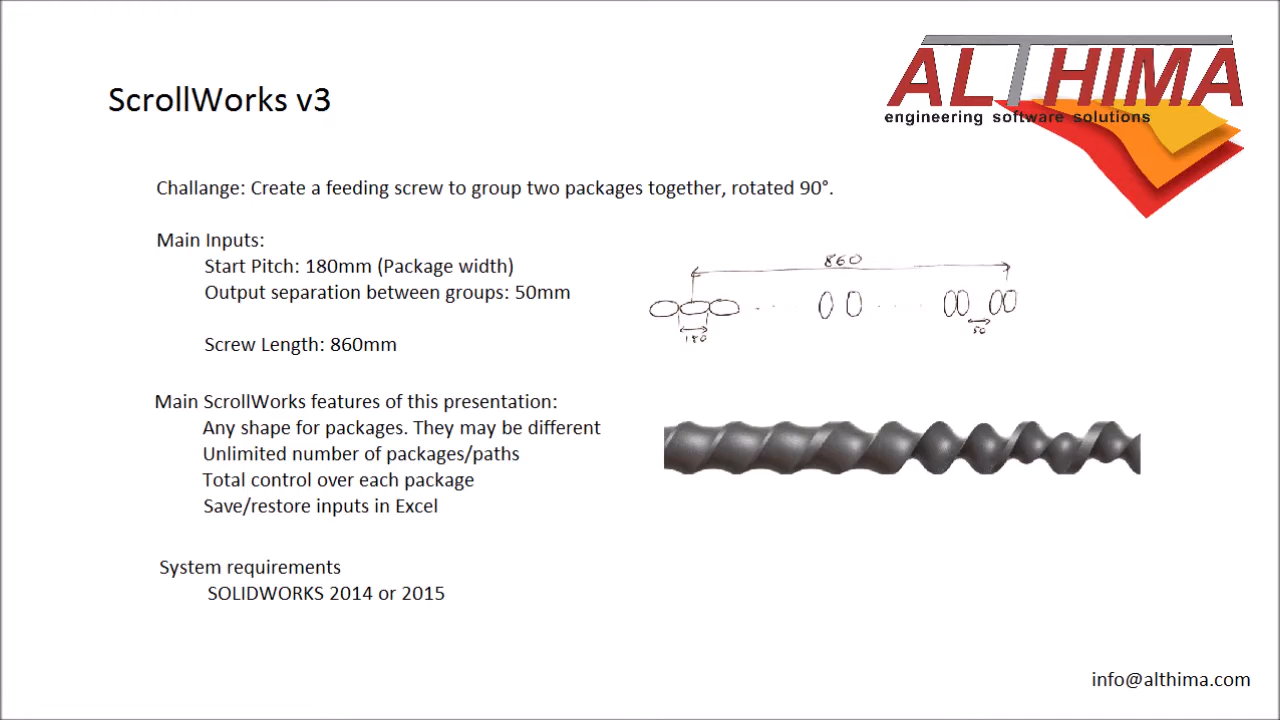 ALTHIMA
engineering software solutions
ScrollWorks v3
Challange: Create a feeding screw to group two packages together, rotated 90°.
Main Inputs:
Start Pitch: 180mm (Package width)
Output separation between groups: 50mm
Screw Length: 860mm
860
180
50
Main ScrollWorks features of this presentation:
Any shape for packages. They may be different
Unlimited number of packages/paths
Total control over each package
Save/restore inputs in Excel
System requirements
SOLIDWORKS 2014 or 2015
info@althima.com